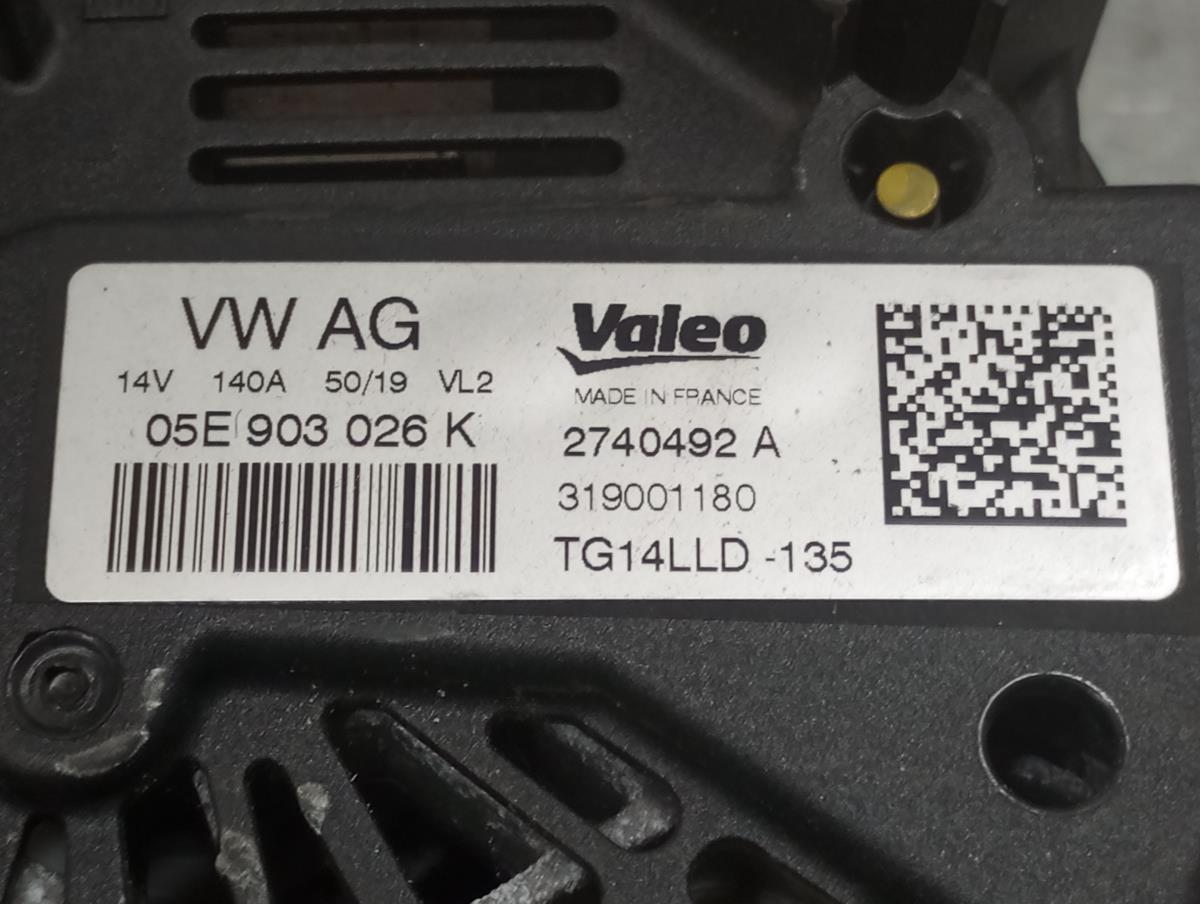 VW AG
14V 140A 50/19 VL2
05E 903 026 K
Valeo
MADE IN FRANCE
2740492 A
319001180
TG14LLD -135